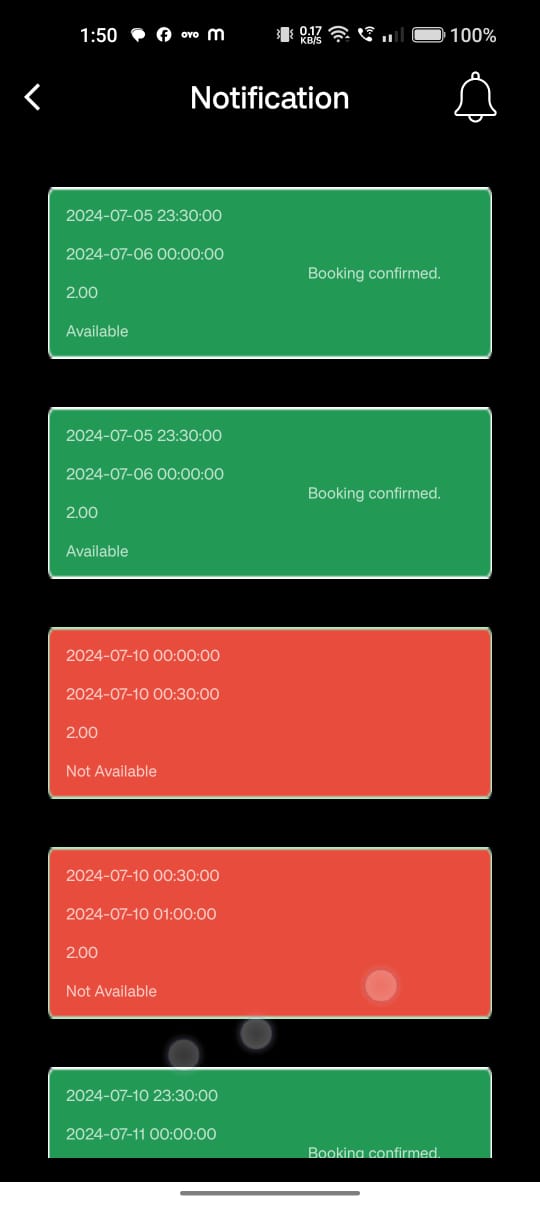 1:50 oyo m 0.17 KB/S 100%
Notification
2024-07-05 23:30:00
2024-07-06 00:00:00
Booking confirmed.
2.00
Available
2024-07-05 23:30:00
2024-07-06 00:00:00
Booking confirmed.
2.00
Available
2024-07-10 00:00:00
2024-07-10 00:30:00
2.00
Not Available
2024-07-10 00:30:00
2024-07-10 01:00:00
2.00
Not Available
2024-07-10 23:30:00
2024-07-11 00:00:00
Booking confirmed.